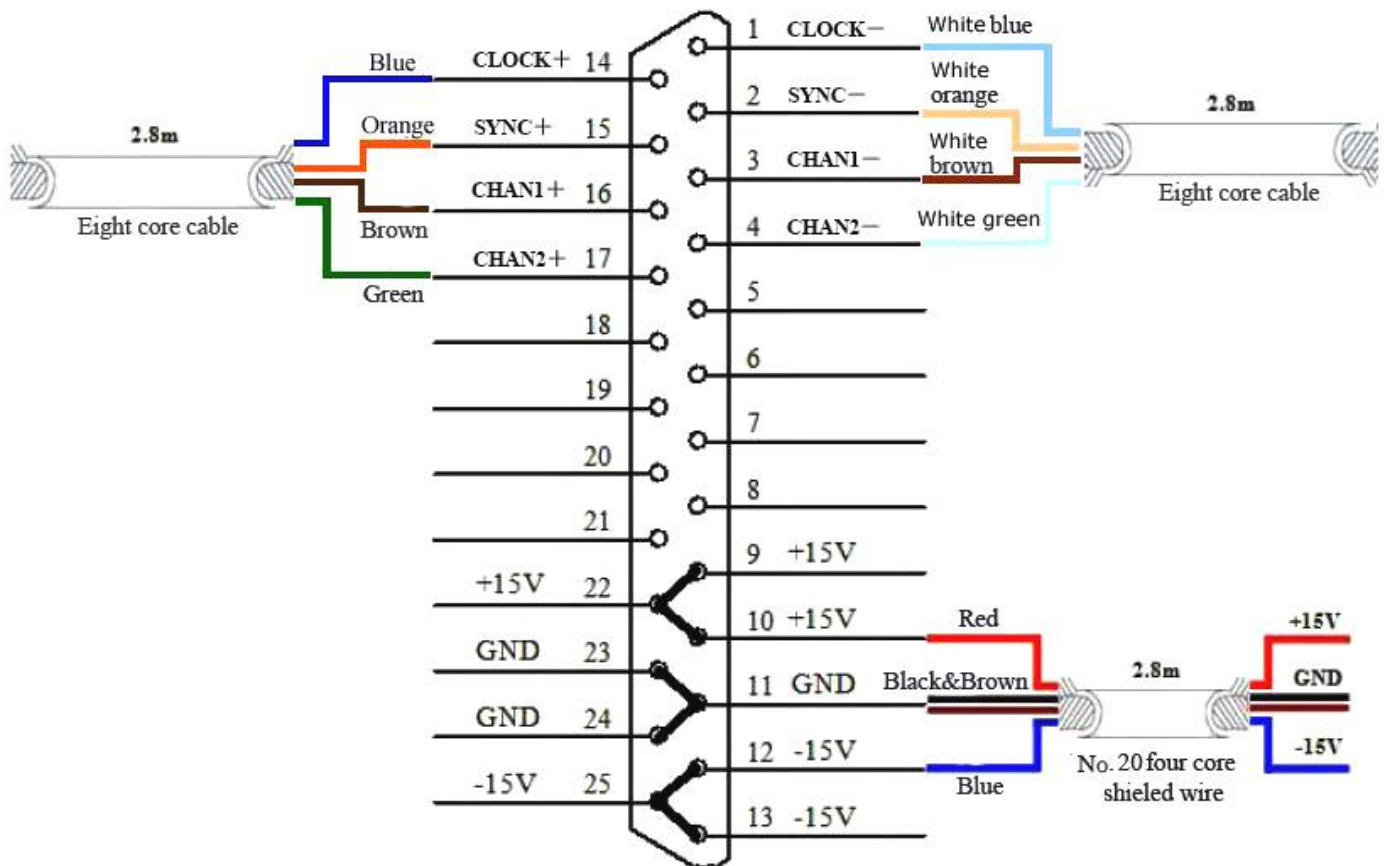 1 CLOCK− White blue
Blue CLOCK+ 14
White
orange
2 SYNC−
2.8m
2.8m
Orange SYNC+ 15
White
brown
3 CHAN1−
CHAN1+ 16
Eight core cable
Eight core cable
Brown
4 CHAN2− White green
CHAN2+ 17
Green
5
18
6
19
7
20
8
21
9 +15V
+15V 22
10 +15V Red
+15V
GND 23
11 GND Black&Brown
2.8m
GND
GND 24
12 -15V
-15V
No. 20 four core
shieled wire
Blue
-15V 25
13 -15V